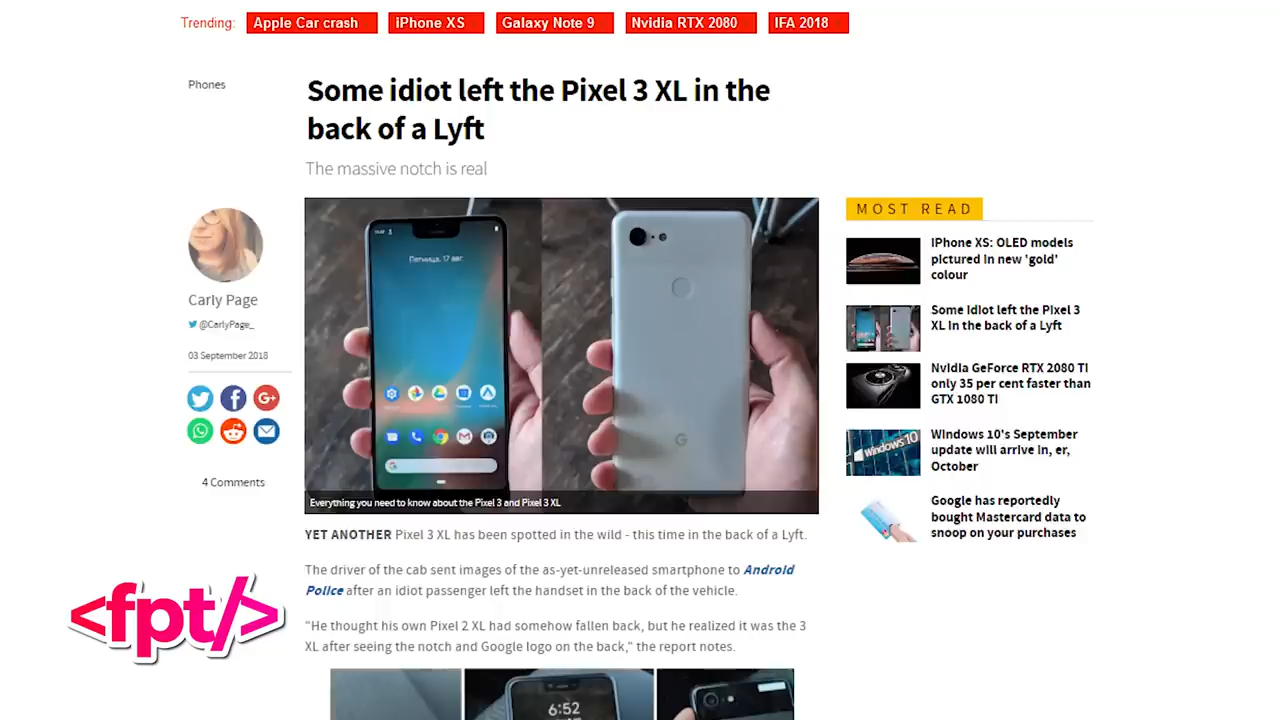 Trending:
Apple Car crash
iPhone XS
Galaxy Note 9
Nvidia RTX 2080
IFA 2018
Phones
Some idiot left the Pixel 3 XL in the
back of a Lyft
The massive notch is real
Carly Page
@CarlyPage_
03 September 2018
4 Comments
Пятница, 17 авг.
G
Everything you need to know about the Pixel 3 and Pixel 3 XL
YET ANOTHER Pixel 3 XL has been spotted in the wild - this time in the back of a Lyft.
The driver of the cab sent images of the as-yet-unreleased smartphone to Android
Police after an idiot passenger left the handset in the back of the vehicle.
"He thought his own Pixel 2 XL had somehow fallen back, but he realized it was the 3
XL after seeing the notch and Google logo on the back," the report notes.
6:52
MOST READ
iPhone XS: OLED models
pictured in new 'gold'
colour
Some idiot left the Pixel 3
XL in the back of a Lyft
Nvidia GeForce RTX 2080 TI
only 35 per cent faster than
GTX 1080 TI
Windows 10
Windows 10's September
update will arrive in, er,
October
Google has reportedly
bought Mastercard data to
snoop on your purchases
<fpt/>